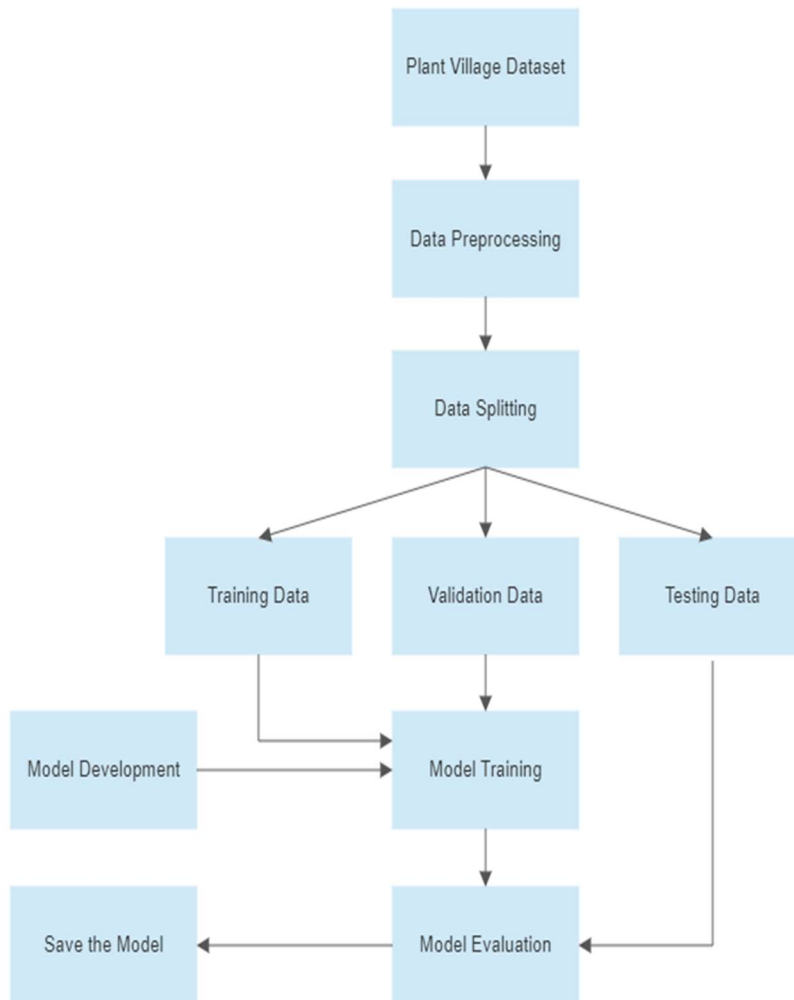 Plant Village Dataset
Data Preprocessing
Data Splitting
Training Data
Validation Data
Testing Data
Model Development
Model Training
Save the Model
Model Evaluation